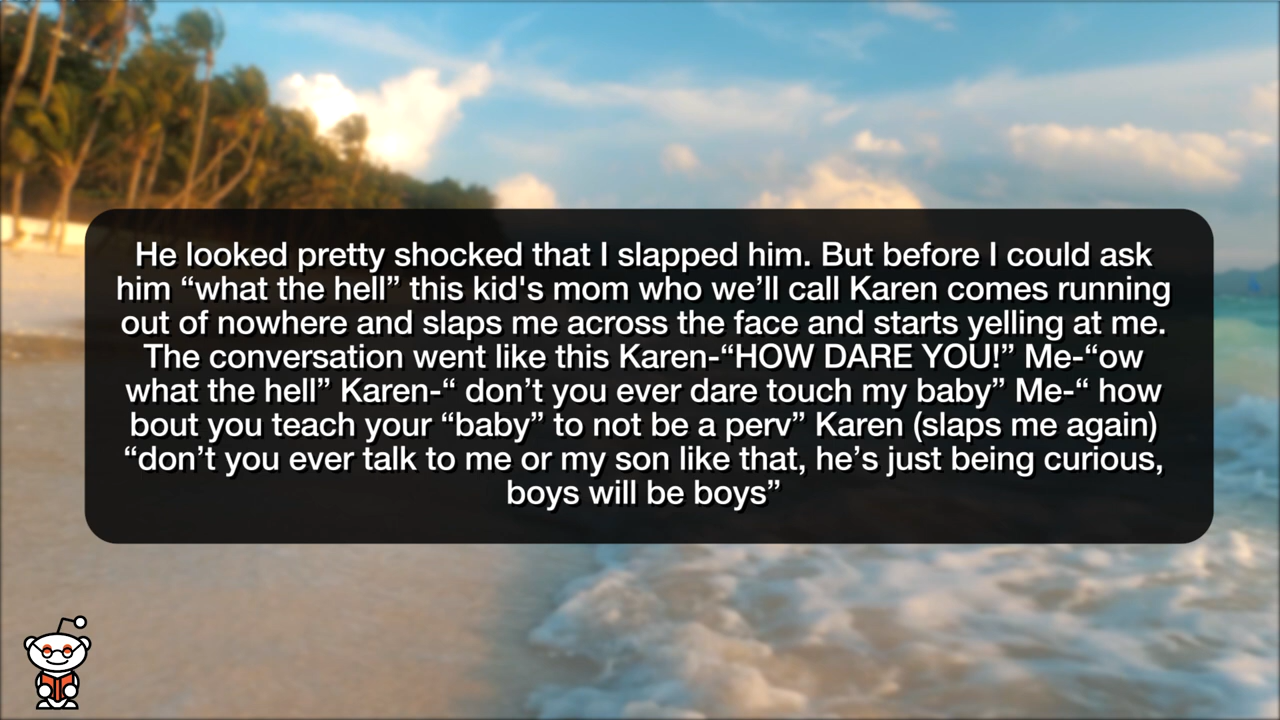 He looked pretty shocked that I slapped him. But before I could ask
him “what the hell” this kid's mom who we’ll call Karen comes running
out of nowhere and slaps me across the face and starts yelling at me.
The conversation went like this Karen-“HOW DARE YOU!” Me-“ow
what the hell” Karen-“ don’t you ever dare touch my baby” Me-“ how
bout you teach your “baby” to not be a perv” Karen (slaps me again)
“don’t you ever talk to me or my son like that, he’s just being curious,
boys will be boys”